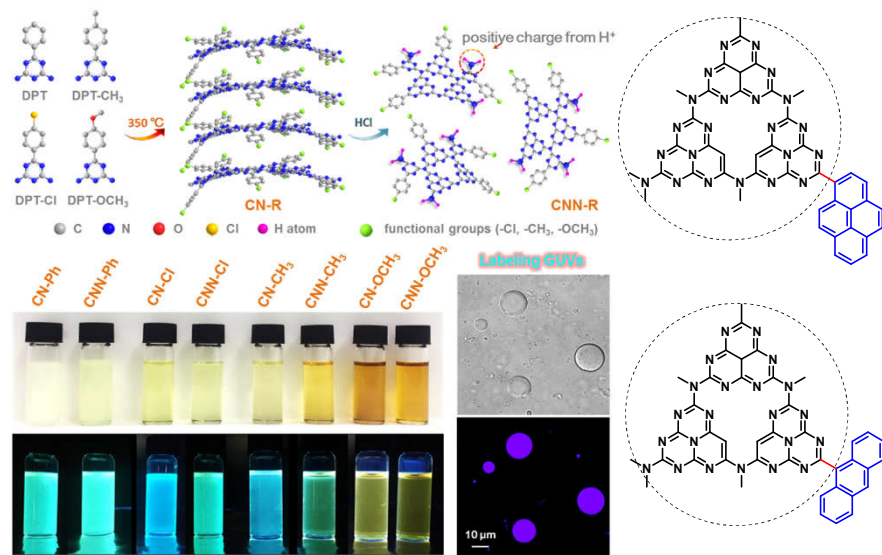 DPT
DPT-CH₃
DPT-Cl
DPT-OCH₃
350 ℃
CN-R
HCl
positive charge from H⁺
CNN-R
C
N
O
Cl
H atom
functional groups (-Cl, -CH₃, -OCH₃)
CN-Ph
CNN-Ph
CN-Cl
CNN-Cl
CN-CH₃
CNN-CH₃
CN-OCH₃
CNN-OCH₃
Labeling GUVs
10 μm